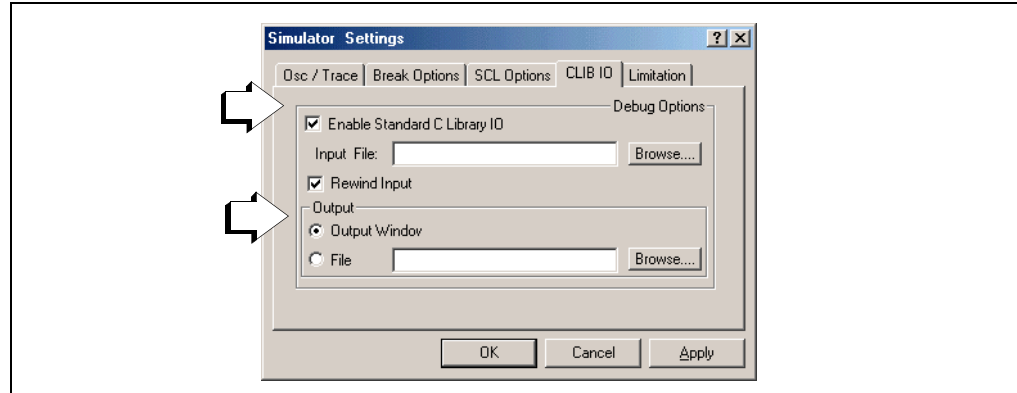 Simulator Settings
Osc / Trace Break Options SCL Options CLIB IO Limitation
Debug Options
Enable Standard C Library IO
Input File: Browse....
Rewind Input
Output
Output Windov
File Browse....
OK Cancel Apply